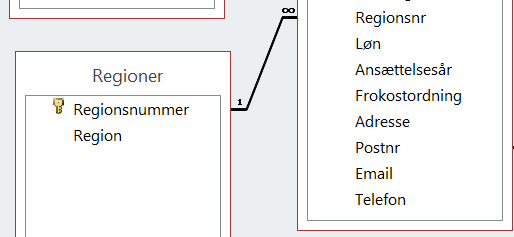 Regioner
Regionsnummer
Region
1
∞
Regionsnr
Løn
Ansættelsesår
Frokostordning
Adresse
Postnr
Email
Telefon